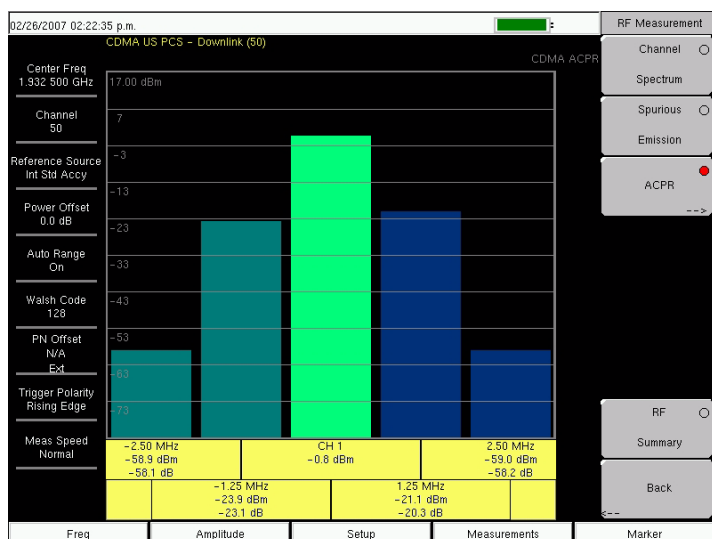 02/26/2007 02:22:35 p.m.
CDMA US PCS - Downlink (50)
CDMA ACPR
Center Freq
1.932 500 GHz
Channel
50
Reference Source
Int Std Accy
Power Offset
0.0 dB
Auto Range
On
Walsh Code
128
PN Offset
N/A
Ext
Trigger Polarity
Rising Edge
Meas Speed
Normal
17.00 dBm
7
-3
-13
-23
-33
-43
-53
-63
-73
-2.50 MHz
-58.9 dBm
-58.1 dB
CH 1
-0.8 dBm
2.50 MHz
-59.0 dBm
-58.2 dB
-1.25 MHz
-23.9 dBm
-23.1 dB
1.25 MHz
-21.1 dBm
-20.3 dB
RF Measurement
Channel
Spectrum
Spurious
Emission
ACPR
-->
RF
Summary
Back
<--
Freq
Amplitude
Setup
Measurements
Marker